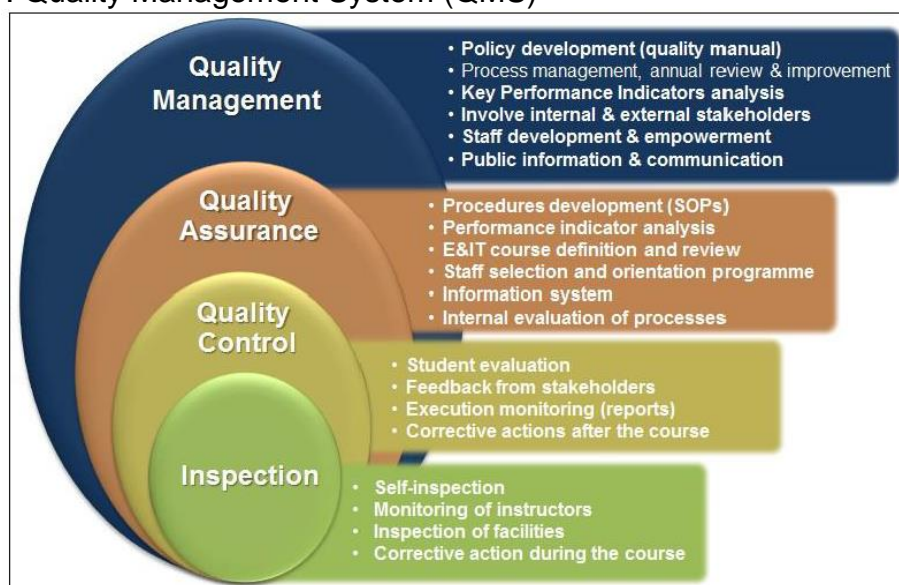 . Quality Management System (QMS)
Quality
Management
• Policy development (quality manual)
• Process management, annual review & improvement
• Key Performance Indicators analysis
• Involve internal & external stakeholders
• Staff development & empowerment
• Public information & communication
Quality
Assurance
• Procedures development (SOPs)
• Performance indicator analysis
• E&IT course definition and review
• Staff selection and orientation programme
• Information system
• Internal evaluation of processes
Quality
Control
• Student evaluation
• Feedback from stakeholders
• Execution monitoring (reports)
• Corrective actions after the course
Inspection
• Self-inspection
• Monitoring of instructors
• Inspection of facilities
• Corrective action during the course